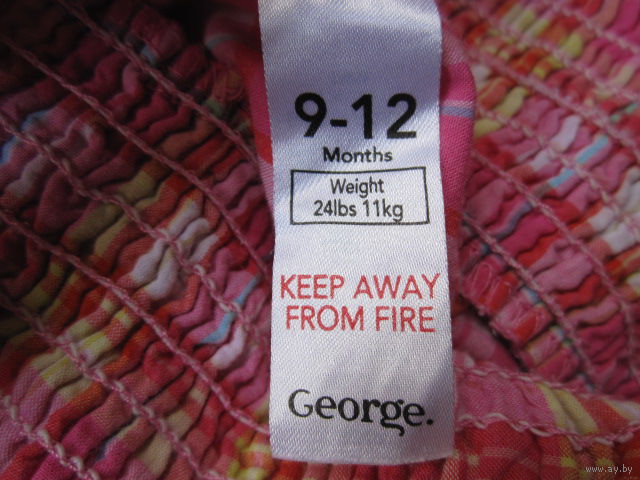 9-12
Months
Weight
24lbs 11kg
KEEP AWAY
FROM FIRE
George.
www.ay.by